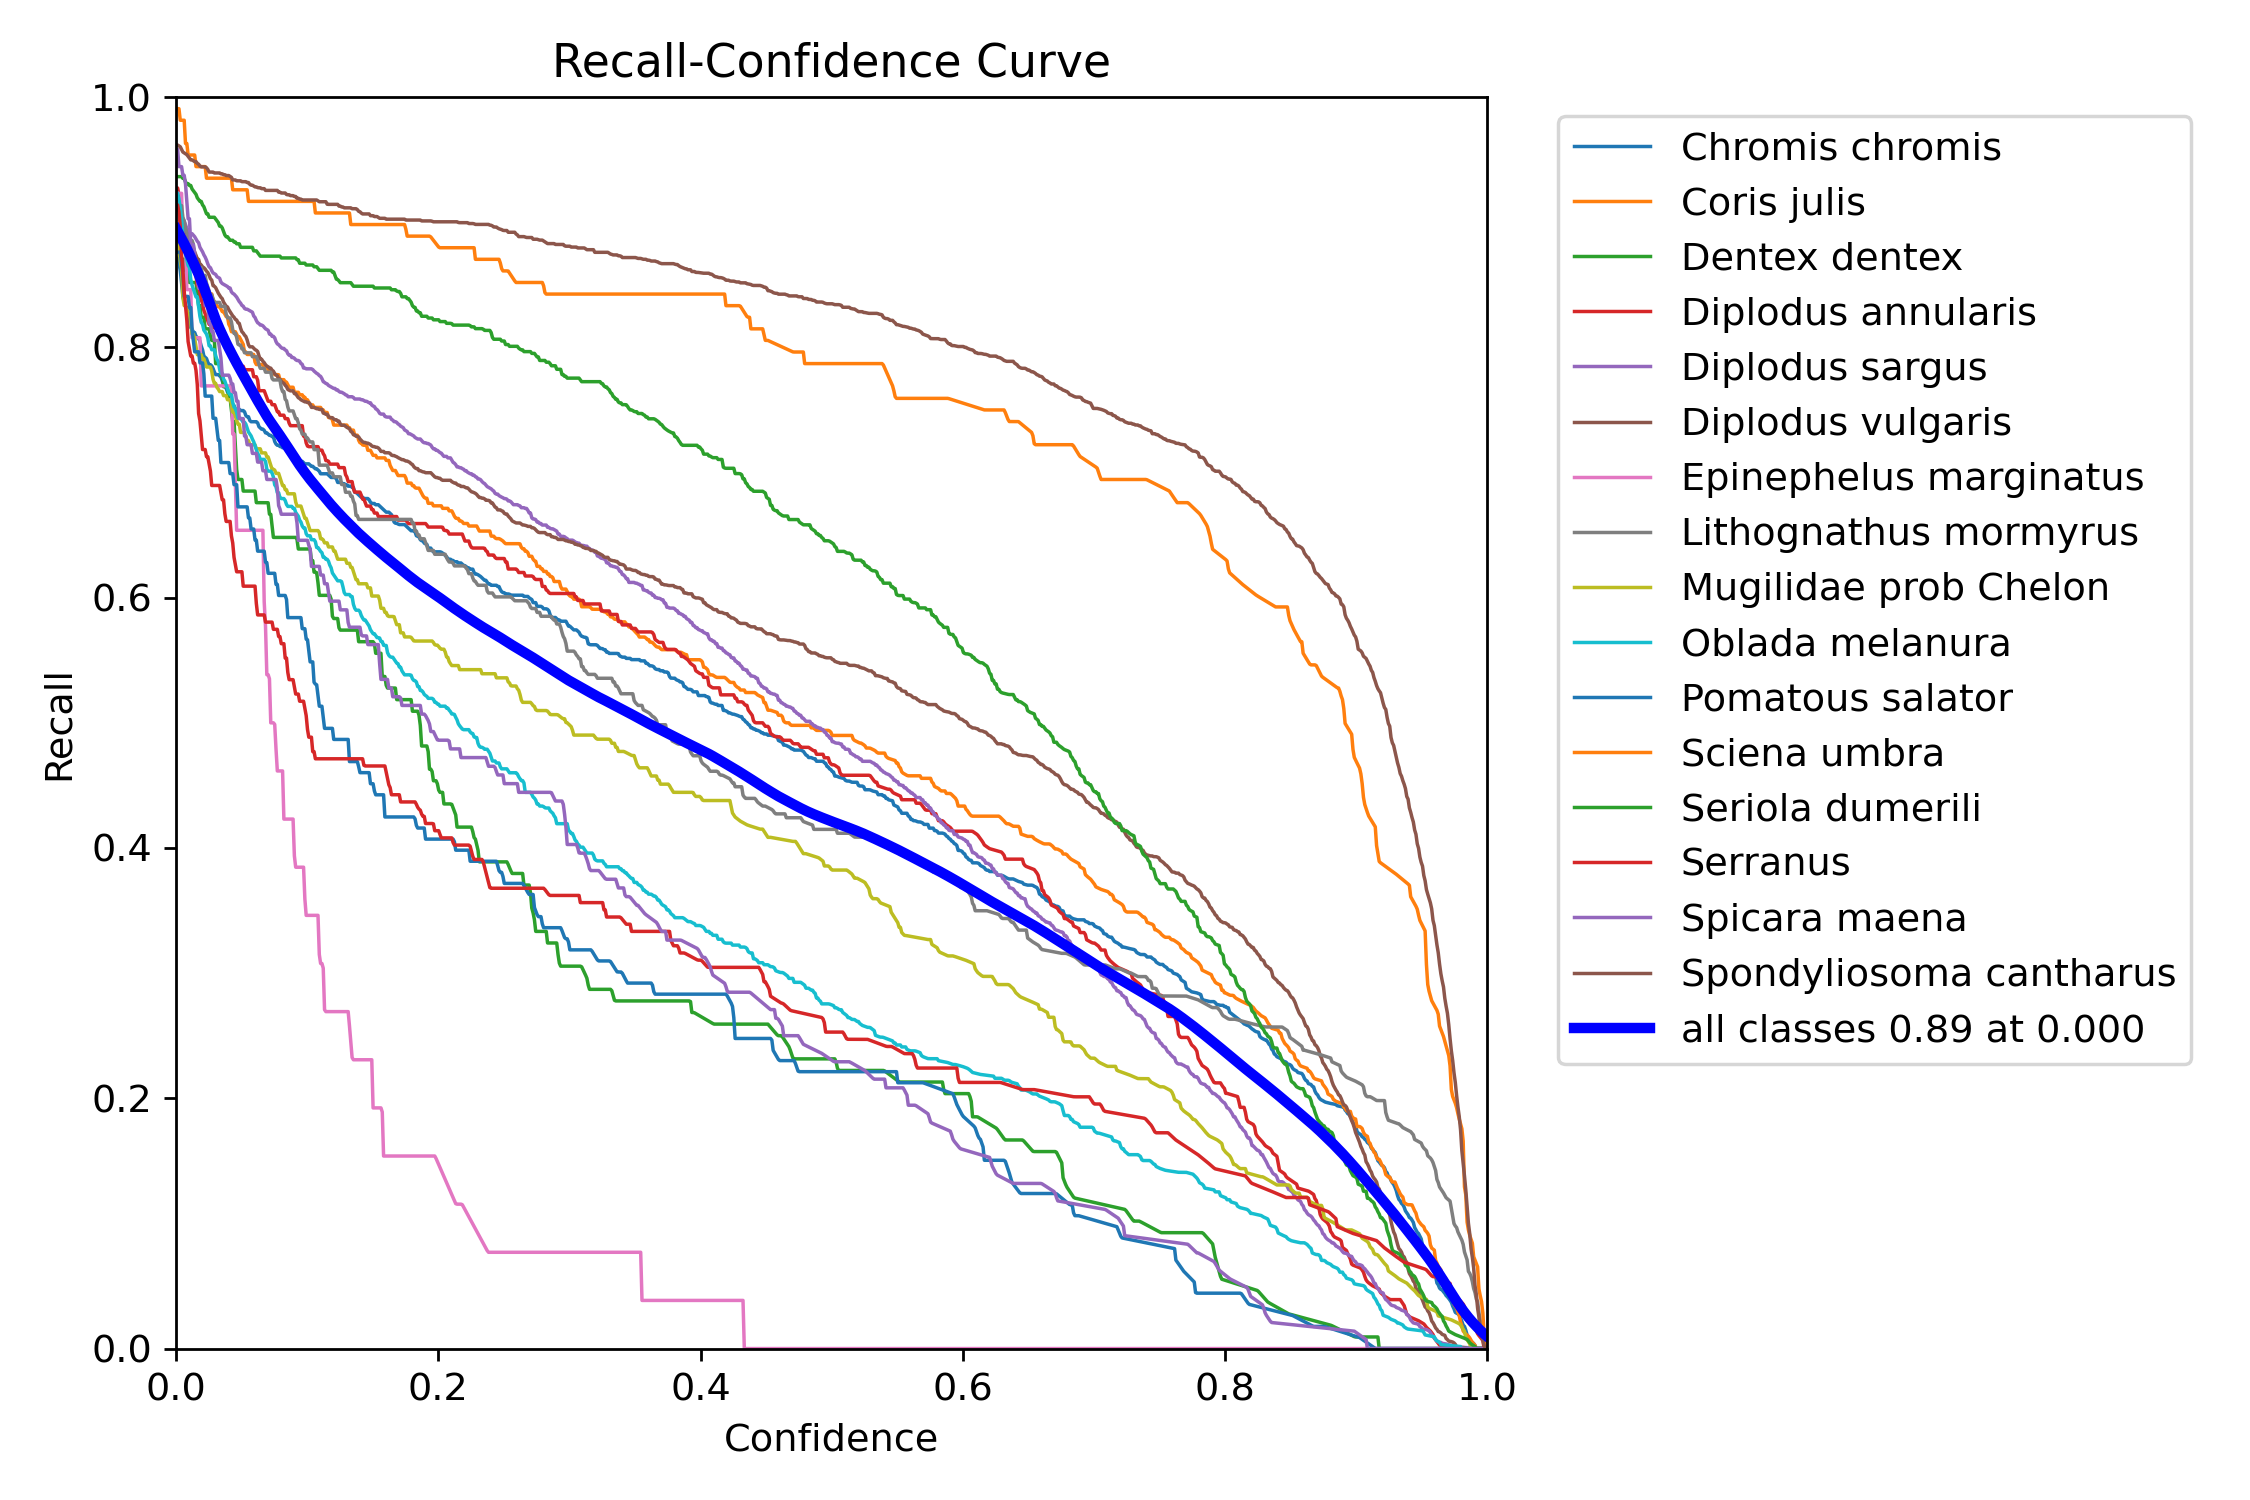 Recall-Confidence Curve
1.0
0.8
0.6
0.4
0.2
0.0
Recall
0.0 0.2 0.4 0.6 0.8 1.0
Confidence
Chromis chromis
Coris julis
Dentex dentex
Diplodus annularis
Diplodus sargus
Diplodus vulgaris
Epinephelus marginatus
Lithognathus mormyrus
Mugilidae prob Chelon
Oblada melanura
Pomatous salator
Sciena umbra
Seriola dumerili
Serranus
Spicara maena
Spondyliosoma cantharus
all classes 0.89 at 0.000